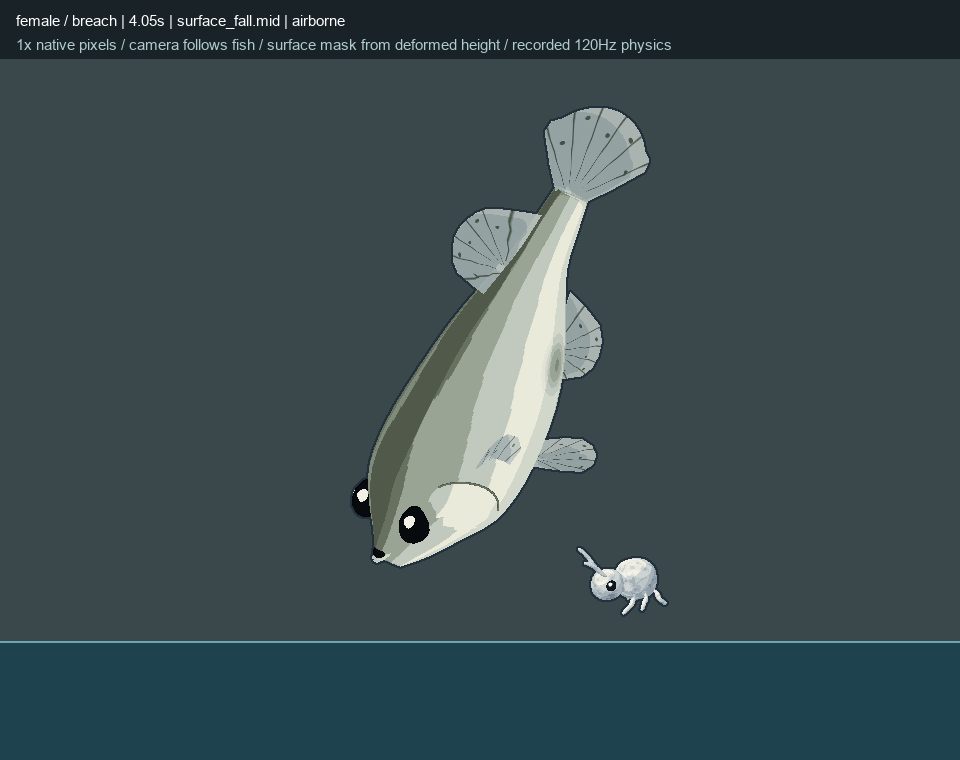 female / breach | 4.05s | surface_fall.mid | airborne
1x native pixels / camera follows fish / surface mask from deformed height / recorded 120Hz physics